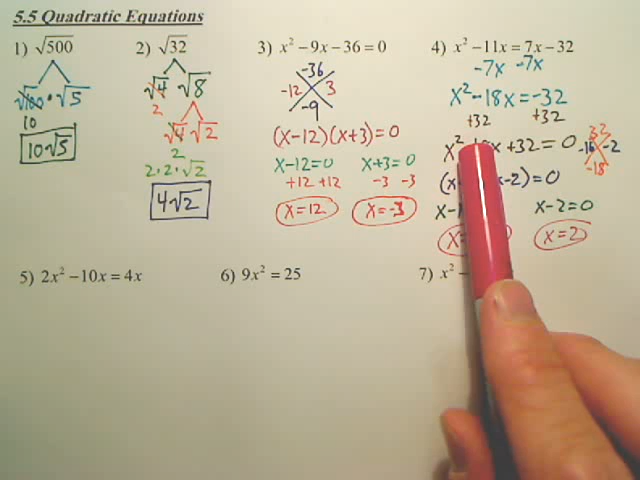 5.5 Quadratic Equations
1) √500
√100 · √5
10
10√5
2) √32
√4 √8
2
√4 √2
2
2·2·√2
4√2
3) x² − 9x − 36 = 0
-36
-12 3
-9
(x-12)(x+3)=0
x-12=0 x+3=0
+12 +12 -3 -3
x=12 x=-3
4) x² − 11x = 7x − 32
-7x -7x
x² -18x = -32
+32 +32
x² x +32 = 0
32
-16 -2
-18
(x -2)=0
x-1 x-2=0
x= x=2
5) 2x² − 10x = 4x
6) 9x² = 25
7) x² −